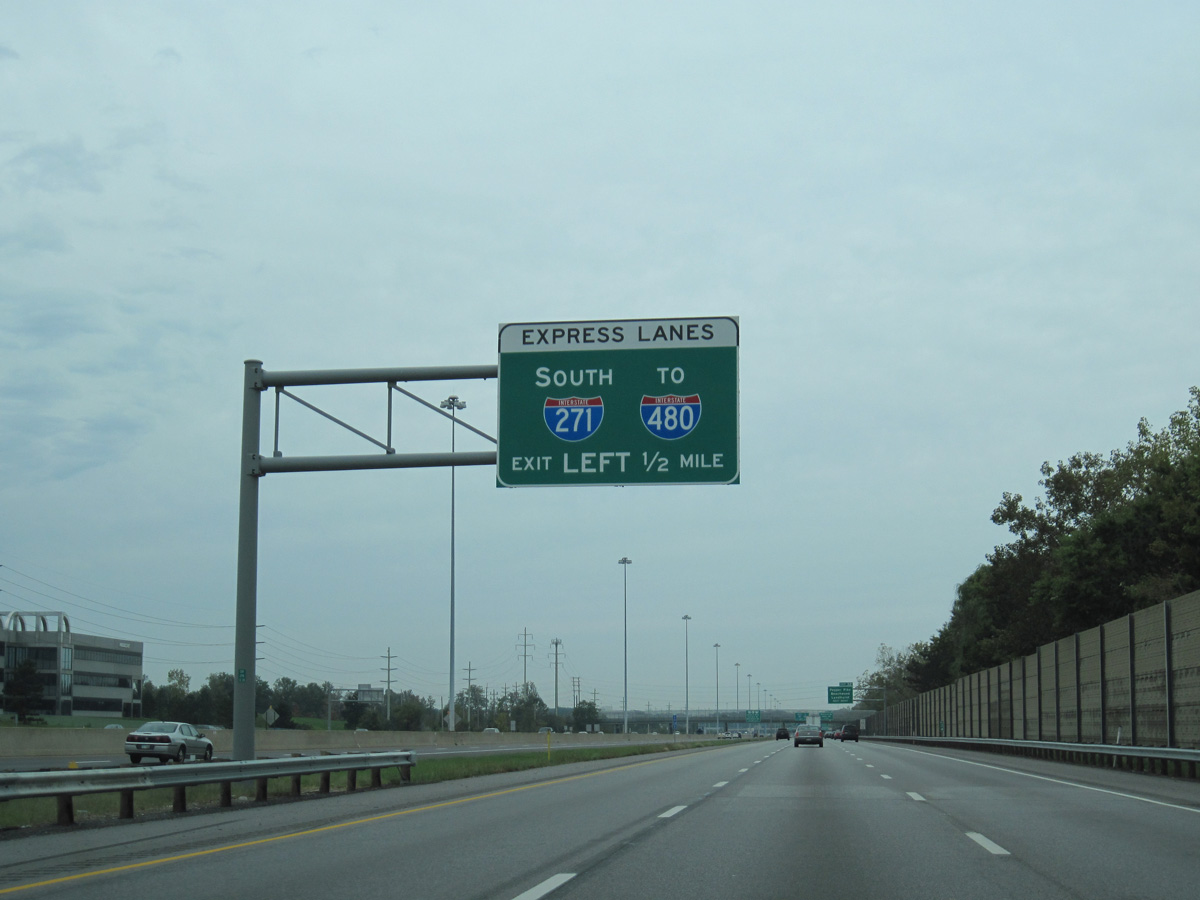 EXPRESS LANES
SOUTH TO
INTERSTATE INTERSTATE
271 480
EXIT LEFT 1/2 MILE